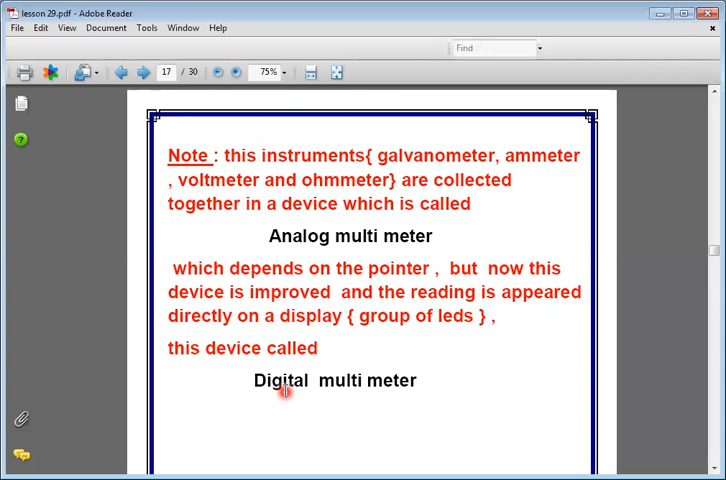 lesson 29.pdf - Adobe Reader
File Edit View Document Tools Window Help
Find
17 / 30 75%
Note : this instruments{ galvanometer, ammeter
, voltmeter and ohmmeter} are collected
together in a device which is called
Analog multi meter
which depends on the pointer , but now this
device is improved and the reading is appeared
directly on a display { group of leds } ,
this device called
Digital multi meter